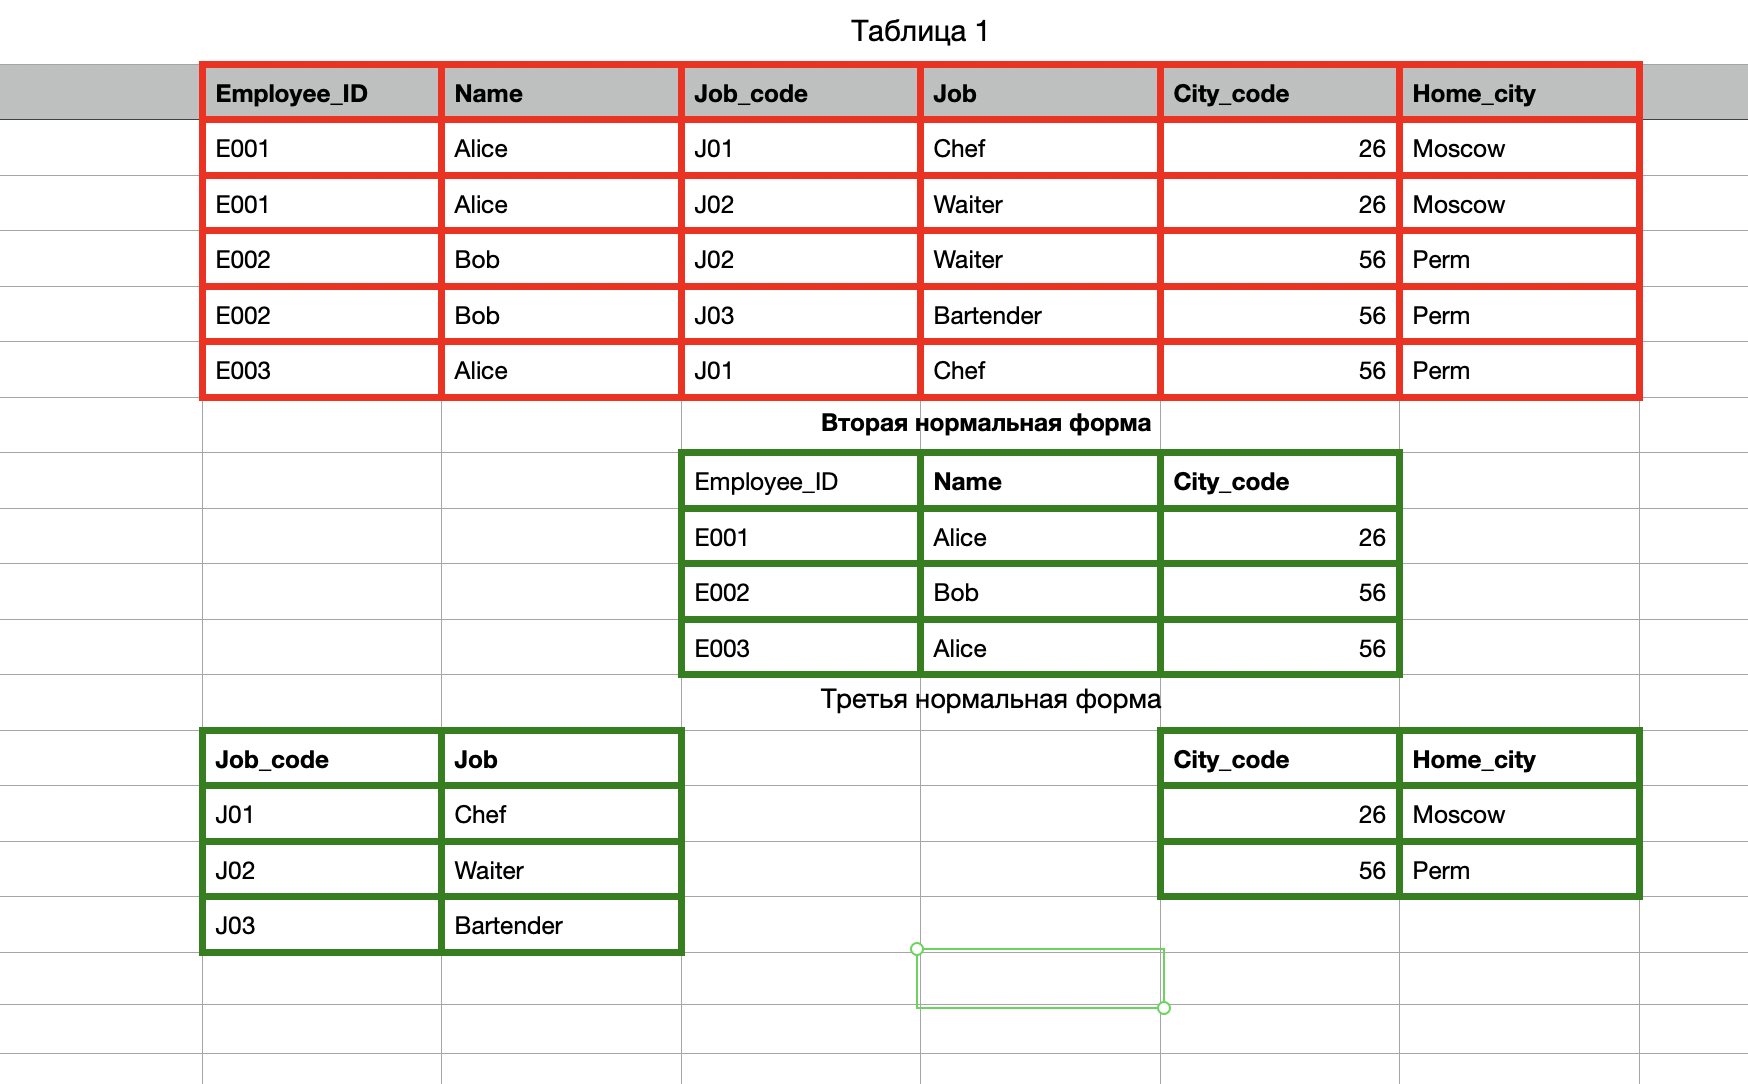 Таблица 1
Employee_ID Name Job_code Job City_code Home_city
E001 Alice J01 Chef 26 Moscow
E001 Alice J02 Waiter 26 Moscow
E002 Bob J02 Waiter 56 Perm
E002 Bob J03 Bartender 56 Perm
E003 Alice J01 Chef 56 Perm
Вторая нормальная форма
Employee_ID Name City_code
E001 Alice 26
E002 Bob 56
E003 Alice 56
Третья нормальная форма
Job_code Job City_code Home_city
J01 Chef 26 Moscow
J02 Waiter 56 Perm
J03 Bartender